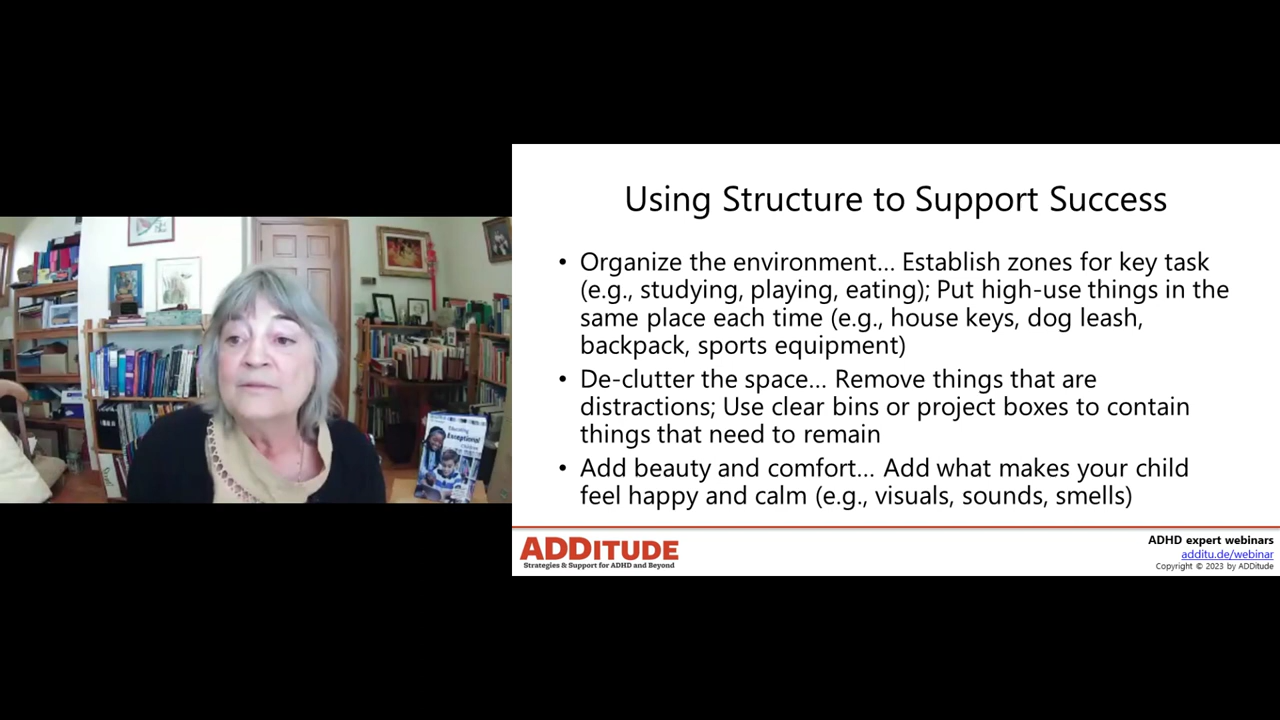 Using Structure to Support Success
• Organize the environment... Establish zones for key task
(e.g., studying, playing, eating); Put high-use things in the
same place each time (e.g., house keys, dog leash,
backpack, sports equipment)
• De-clutter the space... Remove things that are
distractions; Use clear bins or project boxes to contain
things that need to remain
• Add beauty and comfort... Add what makes your child
feel happy and calm (e.g., visuals, sounds, smells)
Educating
Exceptional
Children
ADDITUDE
Strategies & Support for ADHD and Beyond
ADHD expert webinars
additu.de/webinar
Copyright © 2023 by ADDitude